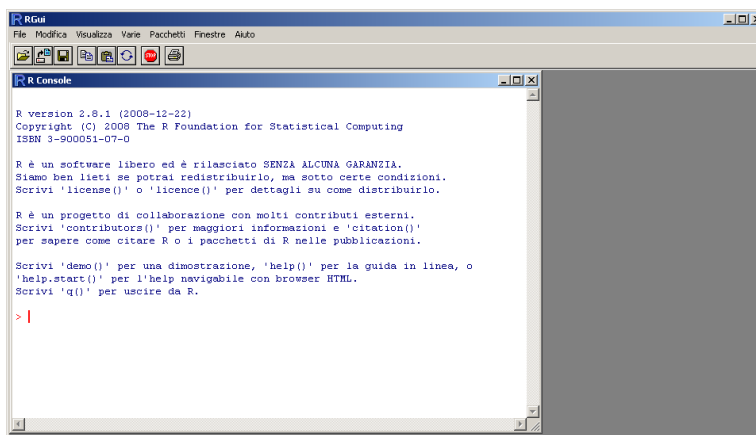 RGui
File Modifica Visualizza Varie Pacchetti Finestre Aiuto
STOP
R Console
R version 2.8.1 (2008-12-22)
Copyright (C) 2008 The R Foundation for Statistical Computing
ISBN 3-900051-07-0
R è un software libero ed è rilasciato SENZA ALCUNA GARANZIA.
Siamo ben lieti se potrai redistribuirlo, ma sotto certe condizioni.
Scrivi 'license()' o 'licence()' per dettagli su come distribuirlo.
R è un progetto di collaborazione con molti contributi esterni.
Scrivi 'contributors()' per maggiori informazioni e 'citation()'
per sapere come citare R o i pacchetti di R nelle pubblicazioni.
Scrivi 'demo()' per una dimostrazione, 'help()' per la guida in linea, o
'help.start()' per l'help navigabile con browser HTML.
Scrivi 'q()' per uscire da R.
>